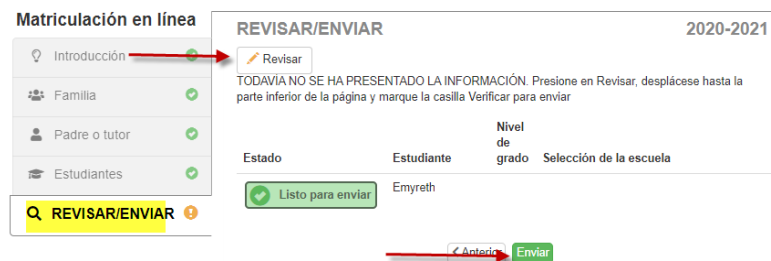 Matriculación en línea
Introducción
Familia
Padre o tutor
Estudiantes
REVISAR/ENVIAR
REVISAR/ENVIAR 2020-2021
Revisar
TODAVÍA NO SE HA PRESENTADO LA INFORMACIÓN. Presione en Revisar, desplácese hasta la
parte inferior de la página y marque la casilla Verificar para enviar
Estado Estudiante Nivel de grado Selección de la escuela
Listo para enviar Emyreth
Anterior Enviar